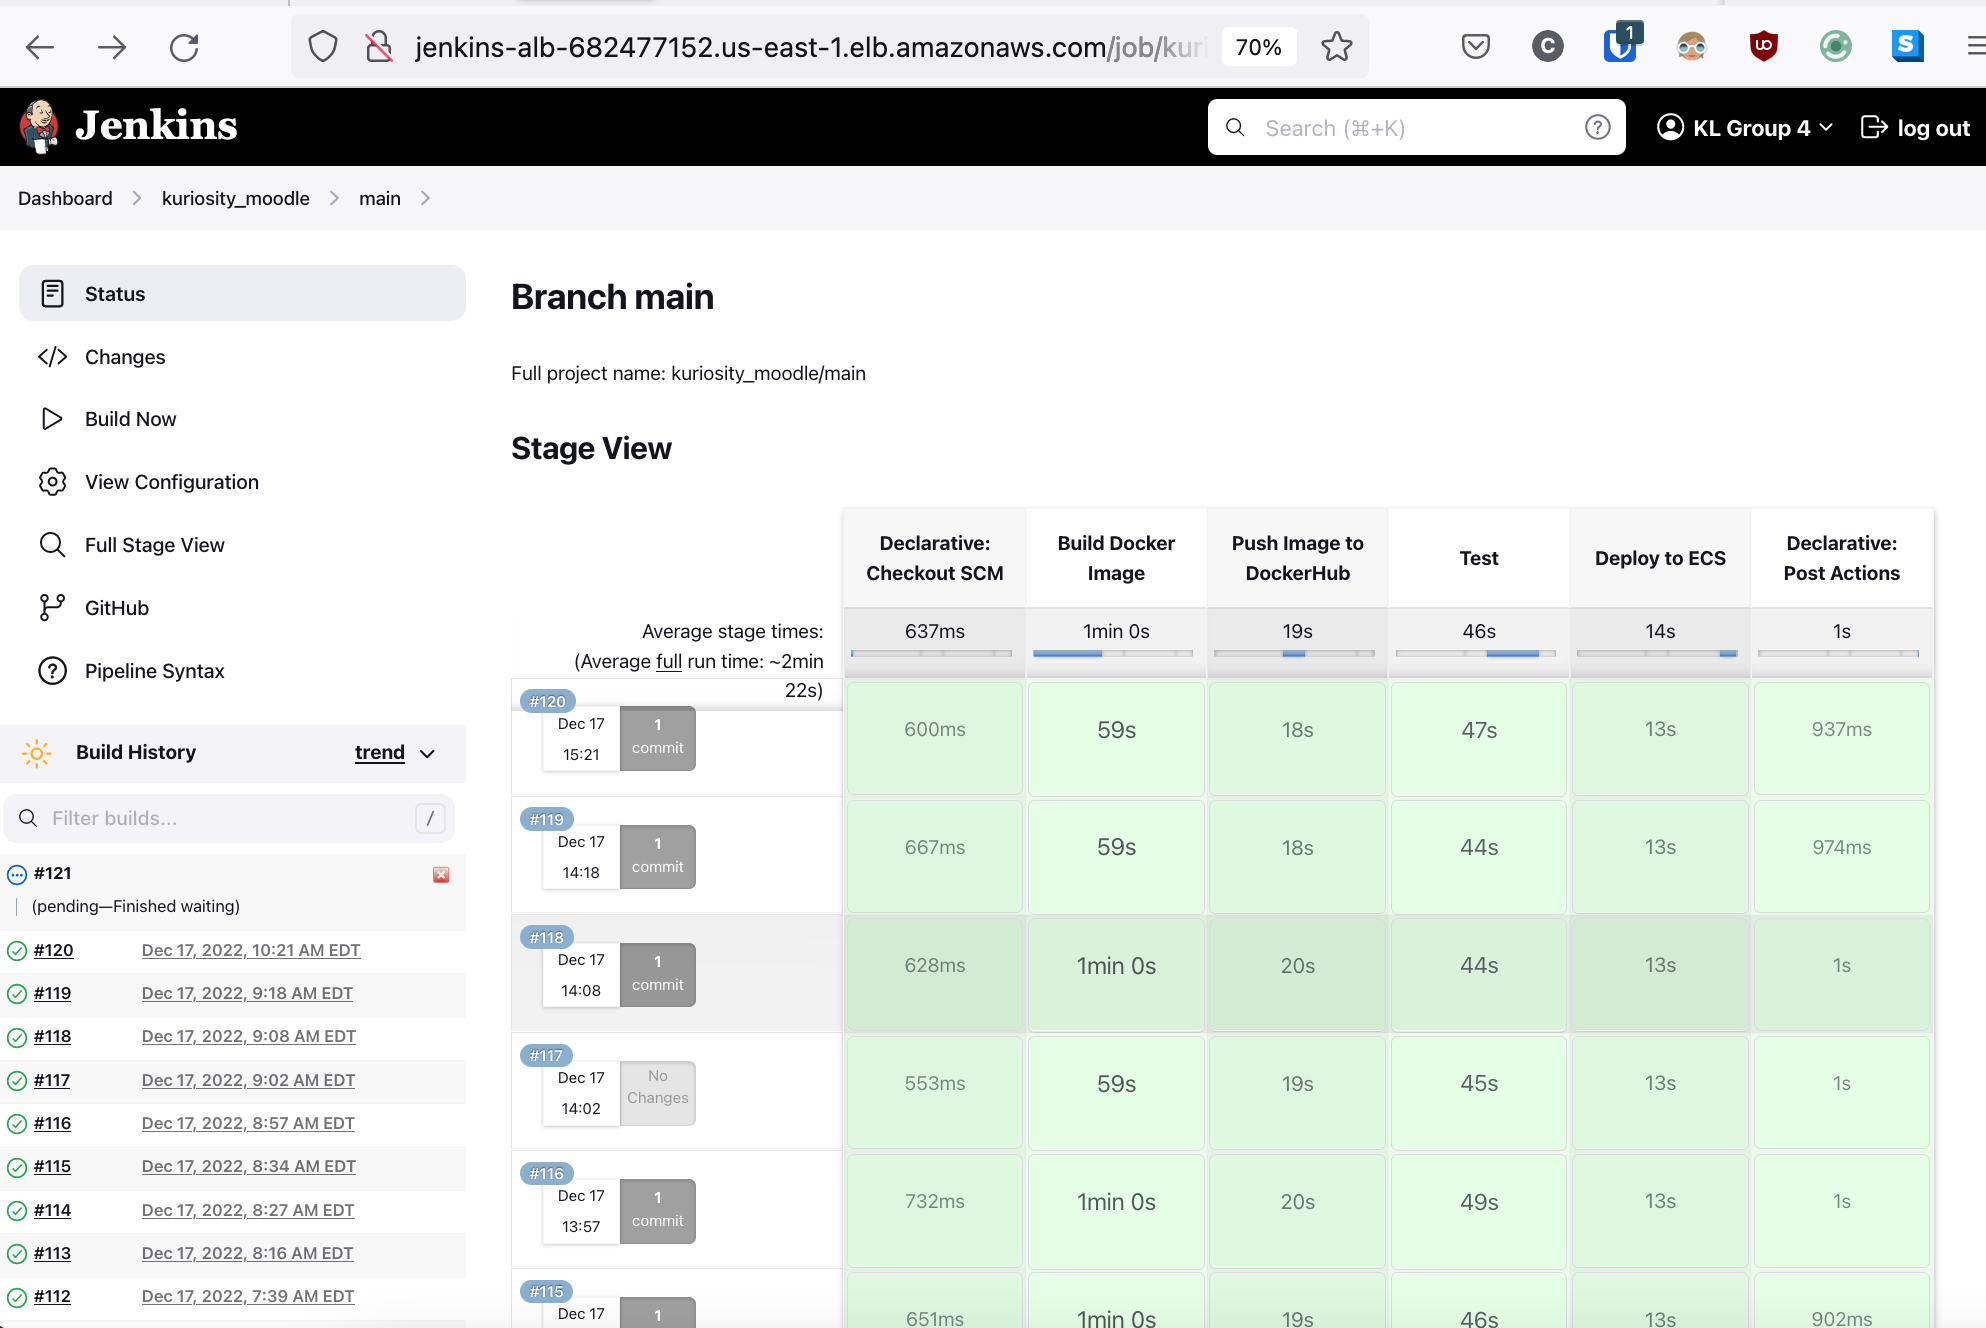 jenkins-alb-682477152.us-east-1.elb.amazonaws.com/job/kuri
70%
C
1
UO
S
Jenkins
Search (⌘+K)
?
KL Group 4
log out
Dashboard
kuriosity_moodle
main
Status
Changes
Build Now
View Configuration
Full Stage View
GitHub
Pipeline Syntax
Build History
trend
Filter builds...
/
#121
(pending—Finished waiting)
#120 Dec 17, 2022, 10:21 AM EDT
#119 Dec 17, 2022, 9:18 AM EDT
#118 Dec 17, 2022, 9:08 AM EDT
#117 Dec 17, 2022, 9:02 AM EDT
#116 Dec 17, 2022, 8:57 AM EDT
#115 Dec 17, 2022, 8:34 AM EDT
#114 Dec 17, 2022, 8:27 AM EDT
#113 Dec 17, 2022, 8:16 AM EDT
#112 Dec 17, 2022, 7:39 AM EDT
Branch main
Full project name: kuriosity_moodle/main
Stage View
Declarative: Checkout SCM
Build Docker Image
Push Image to DockerHub
Test
Deploy to ECS
Declarative: Post Actions
Average stage times:
(Average full run time: ~2min
22s)
637ms 1min 0s 19s 46s 14s 1s
#120
Dec 17
15:21
1
commit
600ms 59s 18s 47s 13s 937ms
#119
Dec 17
14:18
1
commit
667ms 59s 18s 44s 13s 974ms
#118
Dec 17
14:08
1
commit
628ms 1min 0s 20s 44s 13s 1s
#117
Dec 17
14:02
No
Changes
553ms 59s 19s 45s 13s 1s
#116
Dec 17
13:57
1
commit
732ms 1min 0s 20s 49s 13s 1s
#115
Dec 17
1
651ms 1min 0s 19s 46s 13s 902ms